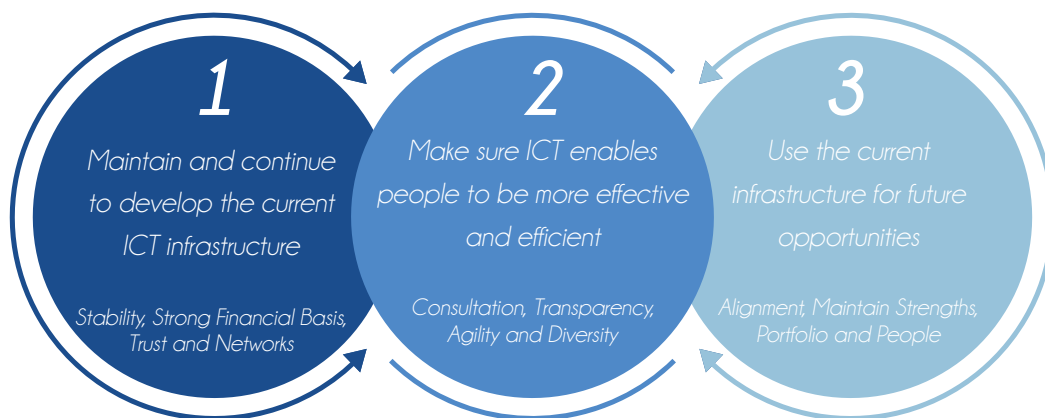 1
Maintain and continue
to develop the current
ICT infrastructure
Stability, Strong Financial Basis,
Trust and Networks
2
Make sure ICT enables
people to be more effective
and efficient
Consultation, Transparency,
Agility and Diversity
3
Use the current
infrastructure for future
opportunities
Alignment, Maintain Strengths,
Portfolio and People